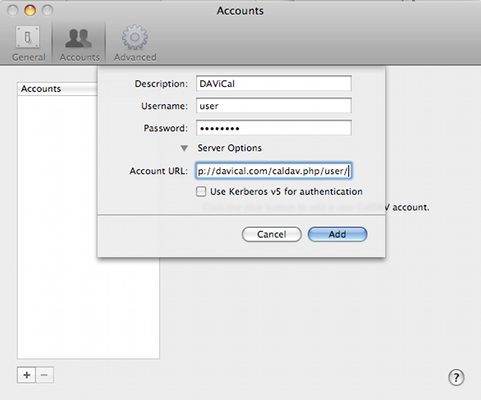 Accounts
General Accounts Advanced
Accounts
Description: DAViCal
Username: user
Password: ••••••••
Server Options
Account URL: p://davical.com/caldav.php/user/
Use Kerberos v5 for authentication
account.
Cancel Add
+ − ?